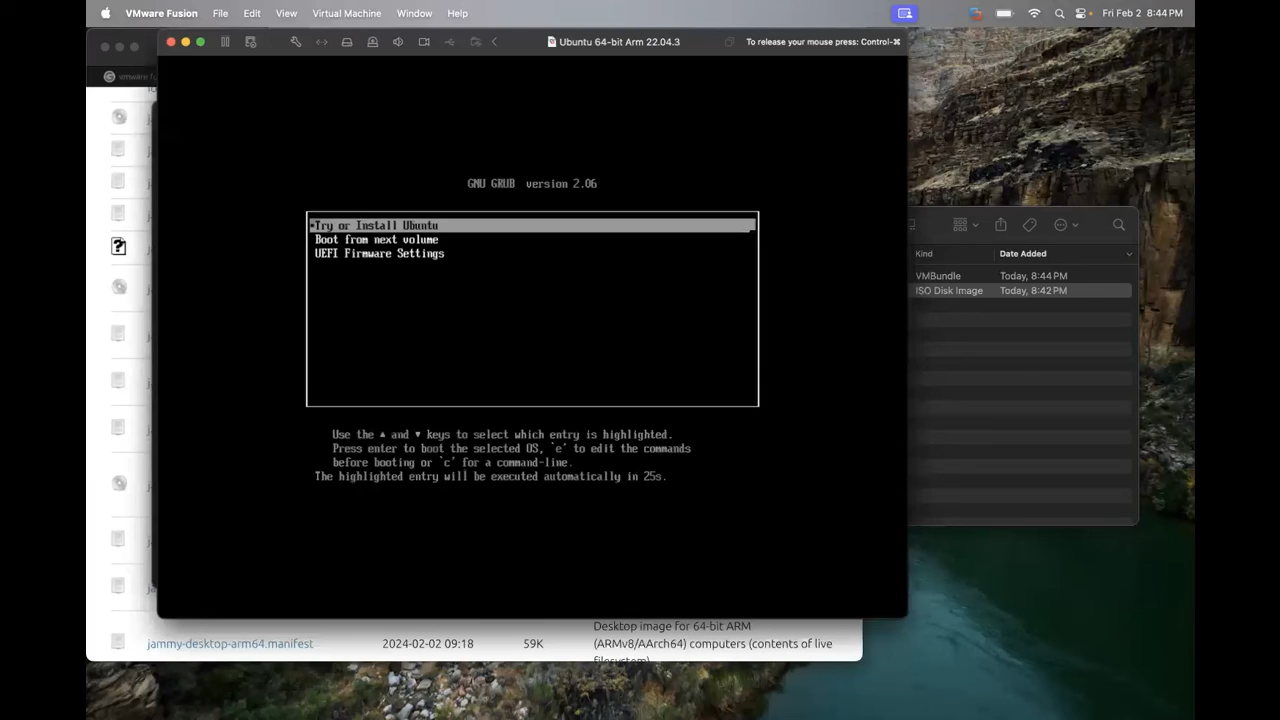 VMware Fusion File Edit View Virtual Machine Window Help Fri Feb 2 8:44 PM
Ubuntu 64-bit Arm 22.04.3 To release your mouse press: Control-⌘
GNU GRUB version 2.06
*Try or Install Ubuntu
Boot from next volume
UEFI Firmware Settings
Use the ▲ and ▼ keys to select which entry is highlighted.
Press enter to boot the selected OS, `e' to edit the commands
before booting or `c' for a command-line.
The highlighted entry will be executed automatically in 25s.
Kind Date Added
VMBundle Today, 8:44 PM
ISO Disk Image Today, 8:42 PM
Desktop image for 64-bit ARM
jammy-desktop-arm64.manifest 2024-02-02 09:18 59K (ARMv8/AArch64) computers (contents of live
filesystem)